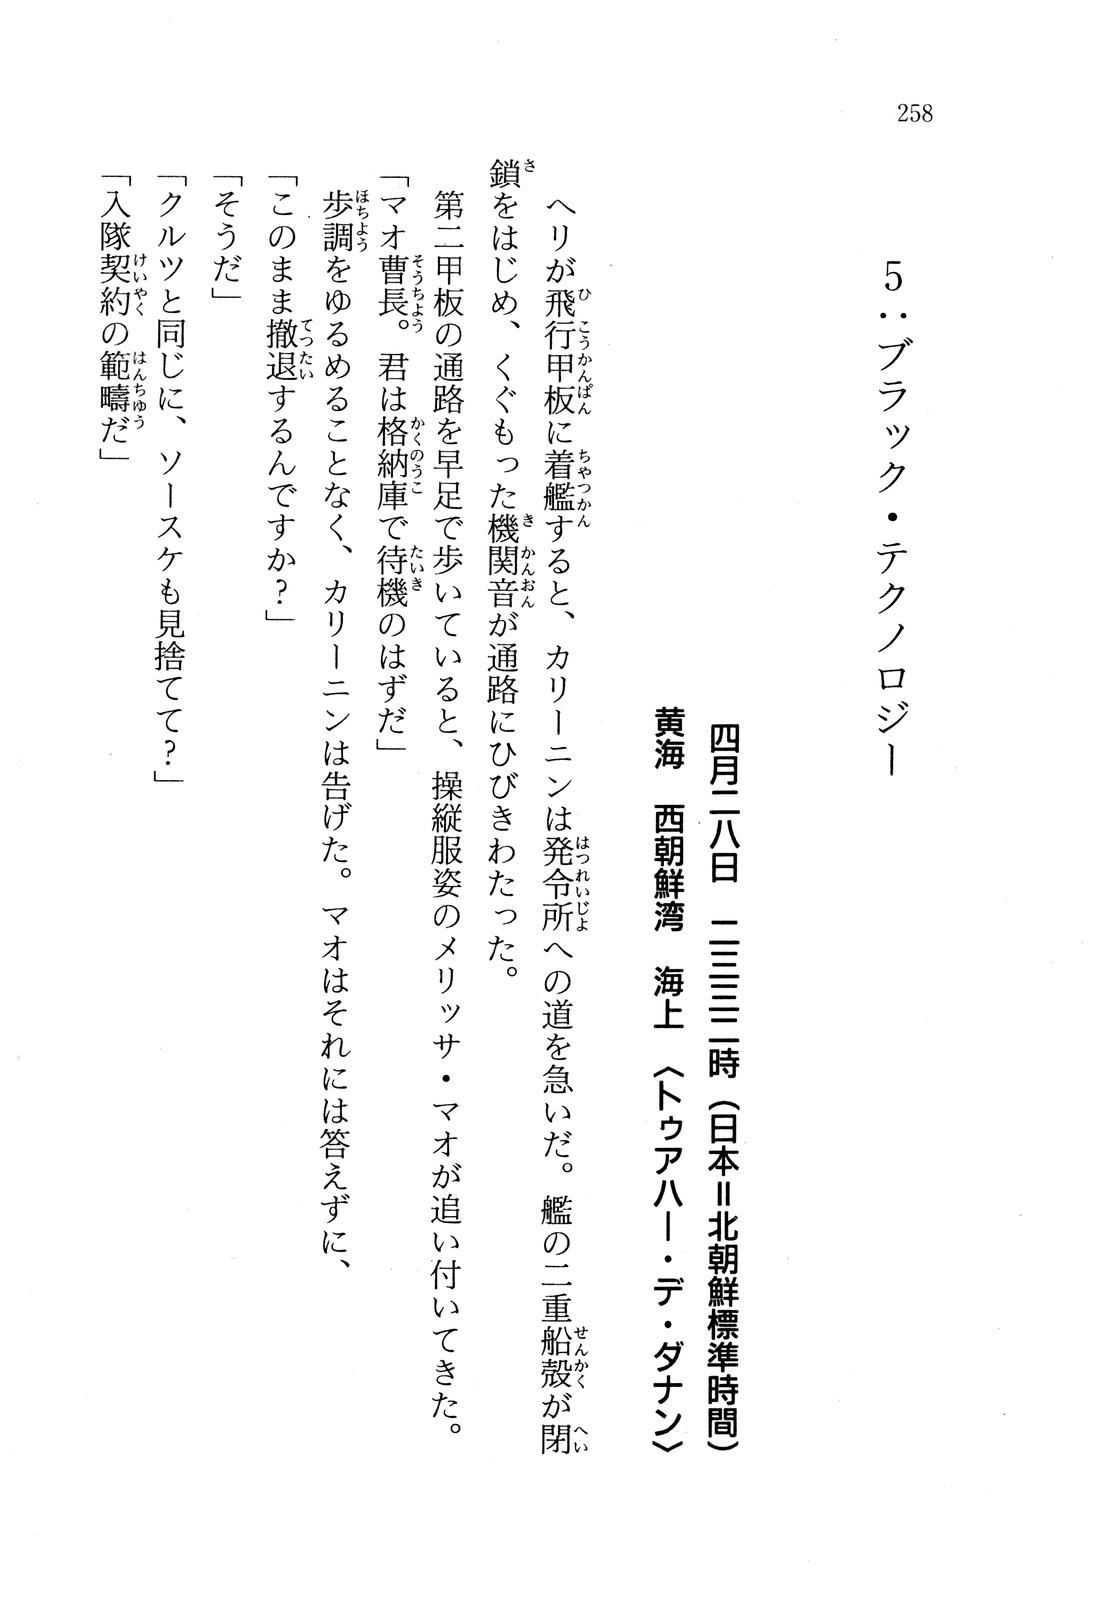 258
5:ブラック・テクノロジー
四月二八日　二三三二時（日本＝北朝鮮標準時間）
黄海　西朝鮮湾　海上〈トゥアハー・デ・ダナン〉
ヘリが飛行甲板に着艦すると、カリーニンは発令所への道を急いだ。艦の二重船殻が閉
鎖をはじめ、くぐもった機関音が通路にひびきわたった。
第二甲板の通路を早足で歩いていると、操縦服姿のメリッサ・マオが追い付いてきた。
「マオ曹長。君は格納庫で待機のはずだ」
歩調をゆるめることなく、カリーニンは告げた。マオはそれには答えずに、
「このまま撤退するんですか？」
「そうだ」
「クルツと同じに、ソースケも見捨てて？」
「入隊契約の範疇だ」